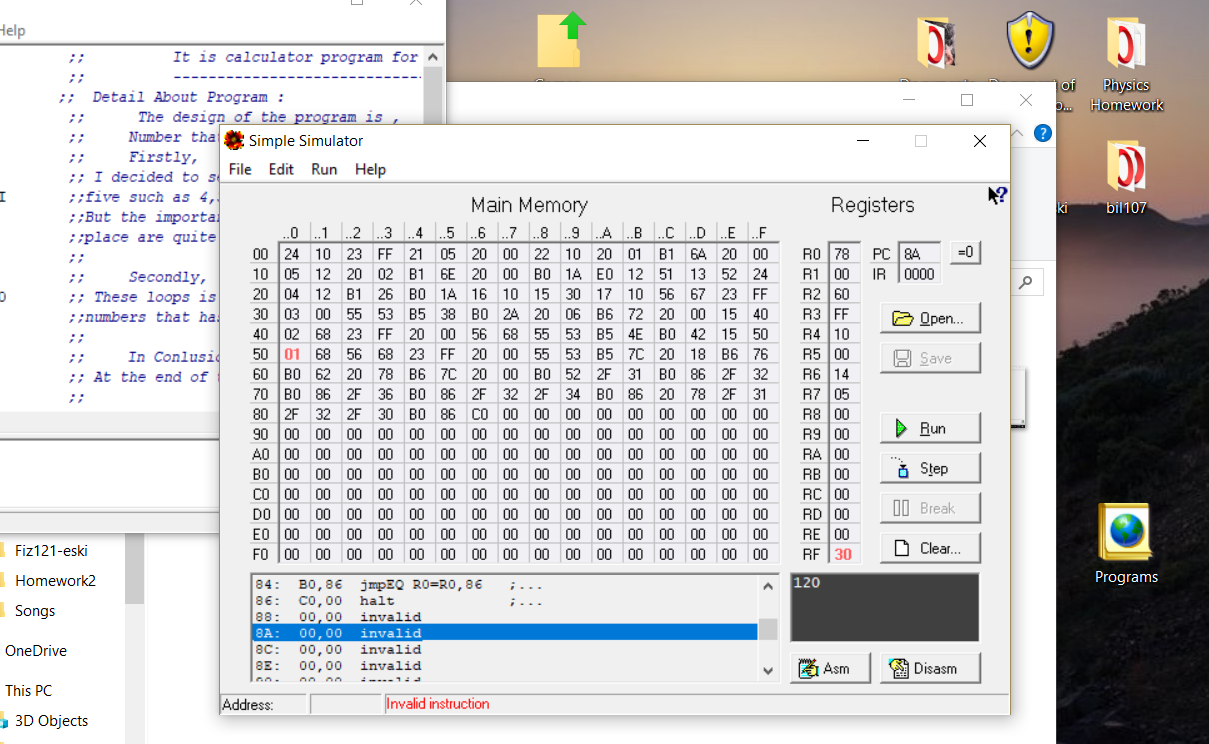 Help
;; It is calculator program for
;; ----------------------------
;; Detail About Program :
;; The design of the program is ,
;; Number that
;; Firstly,
;; I decided to
;;five such as 4,
;;But the importan
;;place are quite
;;
;; Secondly,
;; These loops is
;;numbers that ha
;;
;; In Conlusio
;; At the end of
;;
Physics
Homework
bil107
Programs
Simple Simulator
File Edit Run Help
Main Memory
Registers
..0 ..1 ..2 ..3 ..4 ..5 ..6 ..7 ..8 ..9 ..A ..B ..C ..D ..E ..F
00 24 10 23 FF 21 05 20 00 22 10 20 01 B1 6A 20 00
10 05 12 20 02 B1 6E 20 00 B0 1A E0 12 51 13 52 24
20 04 12 B1 26 B0 1A 16 10 15 30 17 10 56 67 23 FF
30 03 00 55 53 B5 38 B0 2A 20 06 B6 72 20 00 15 40
40 02 68 23 FF 20 00 56 68 55 53 B5 4E B0 42 15 50
50 01 68 56 68 23 FF 20 00 55 53 B5 7C 20 18 B6 76
60 B0 62 20 78 B6 7C 20 00 B0 52 2F 31 B0 86 2F 32
70 B0 86 2F 36 B0 86 2F 32 2F 34 B0 86 20 78 2F 31
80 2F 32 2F 30 B0 86 C0 00 00 00 00 00 00 00 00 00
90 00 00 00 00 00 00 00 00 00 00 00 00 00 00 00 00
A0 00 00 00 00 00 00 00 00 00 00 00 00 00 00 00 00
B0 00 00 00 00 00 00 00 00 00 00 00 00 00 00 00 00
C0 00 00 00 00 00 00 00 00 00 00 00 00 00 00 00 00
D0 00 00 00 00 00 00 00 00 00 00 00 00 00 00 00 00
E0 00 00 00 00 00 00 00 00 00 00 00 00 00 00 00 00
F0 00 00 00 00 00 00 00 00 00 00 00 00 00 00 00 00
R0 78 PC 8A =0
R1 00 IR 0000
R2 60
R3 FF
R4 10
R5 00
R6 14
R7 05
R8 00
R9 00
RA 00
RB 00
RC 00
RD 00
RE 00
RF 30
Open...
Save
Run
Step
Break
Clear...
84: B0,86 jmpEQ R0=R0,86 ;...
86: C0,00 halt ;...
88: 00,00 invalid
8A: 00,00 invalid
8C: 00,00 invalid
8E: 00,00 invalid
120
Asm Disasm
Address:
Invalid instruction
Fiz121-eski
Homework2
Songs
OneDrive
This PC
3D Objects